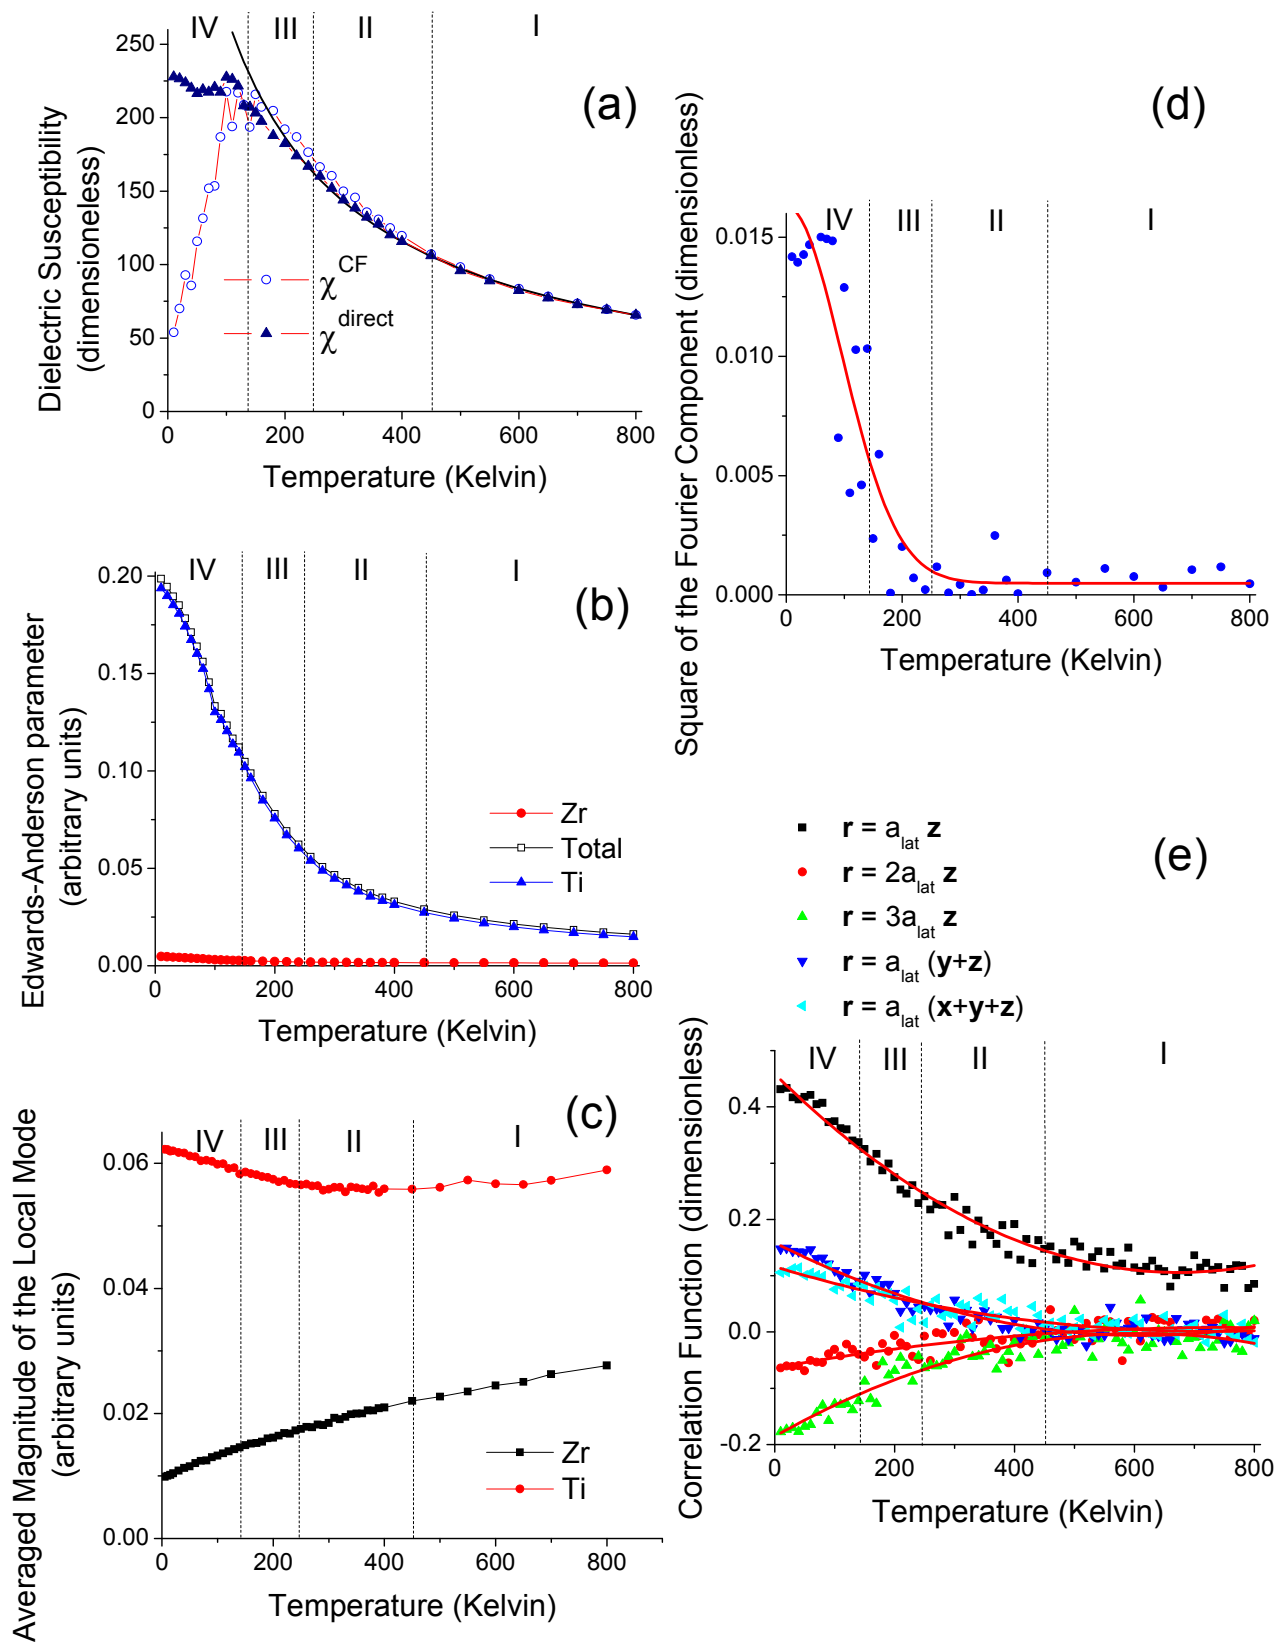 IV III II I
250
200
150
100
50
0
(a)
χCF
χdirect
0 200 400 600 800
Temperature (Kelvin)
Dielectric Susceptibility
(dimensioneless)
IV III II I
0.20
0.15
0.10
0.05
0.00
(b)
Zr
Total
Ti
0 200 400 600 800
Temperature (Kelvin)
Edwards-Anderson parameter
(arbitrary units)
(c)
IV III II I
0.06
0.04
0.02
0.00
Zr
Ti
0 200 400 600 800
Temperature (Kelvin)
Averaged Magnitude of the Local Mode
(arbitrary units)
(d)
IV III II I
0.015
0.010
0.005
0.000
0 200 400 600 800
Temperature (Kelvin)
Square of the Fourier Component (dimensionless)
r = alat z
r = 2alat z
r = 3alat z
r = alat (y+z)
r = alat (x+y+z)
(e)
IV III II I
0.4
0.2
0.0
-0.2
0 200 400 600 800
Temperature (Kelvin)
Correlation Function (dimensionless)